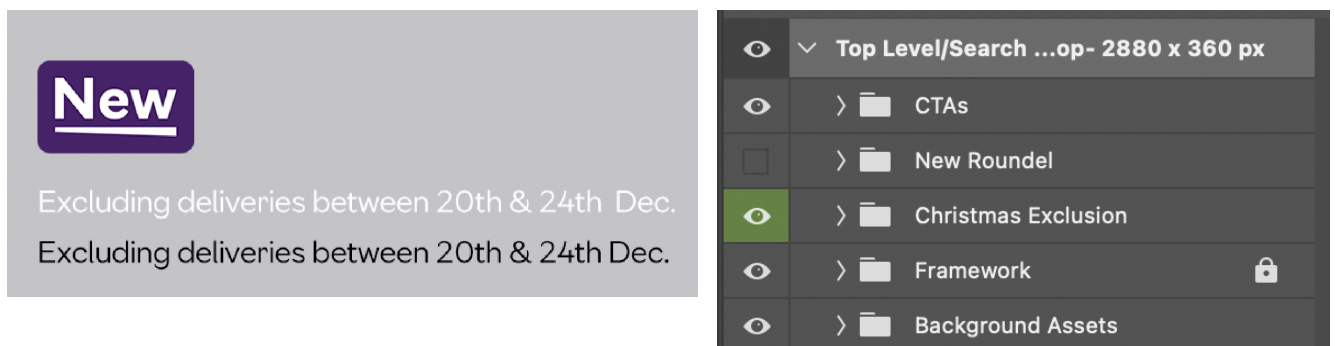 New
Excluding deliveries between 20th & 24th  Dec.
Excluding deliveries between 20th & 24th Dec.
Top Level/Search ...op- 2880 x 360 px
CTAs
New Roundel
Christmas Exclusion
Framework
Background Assets